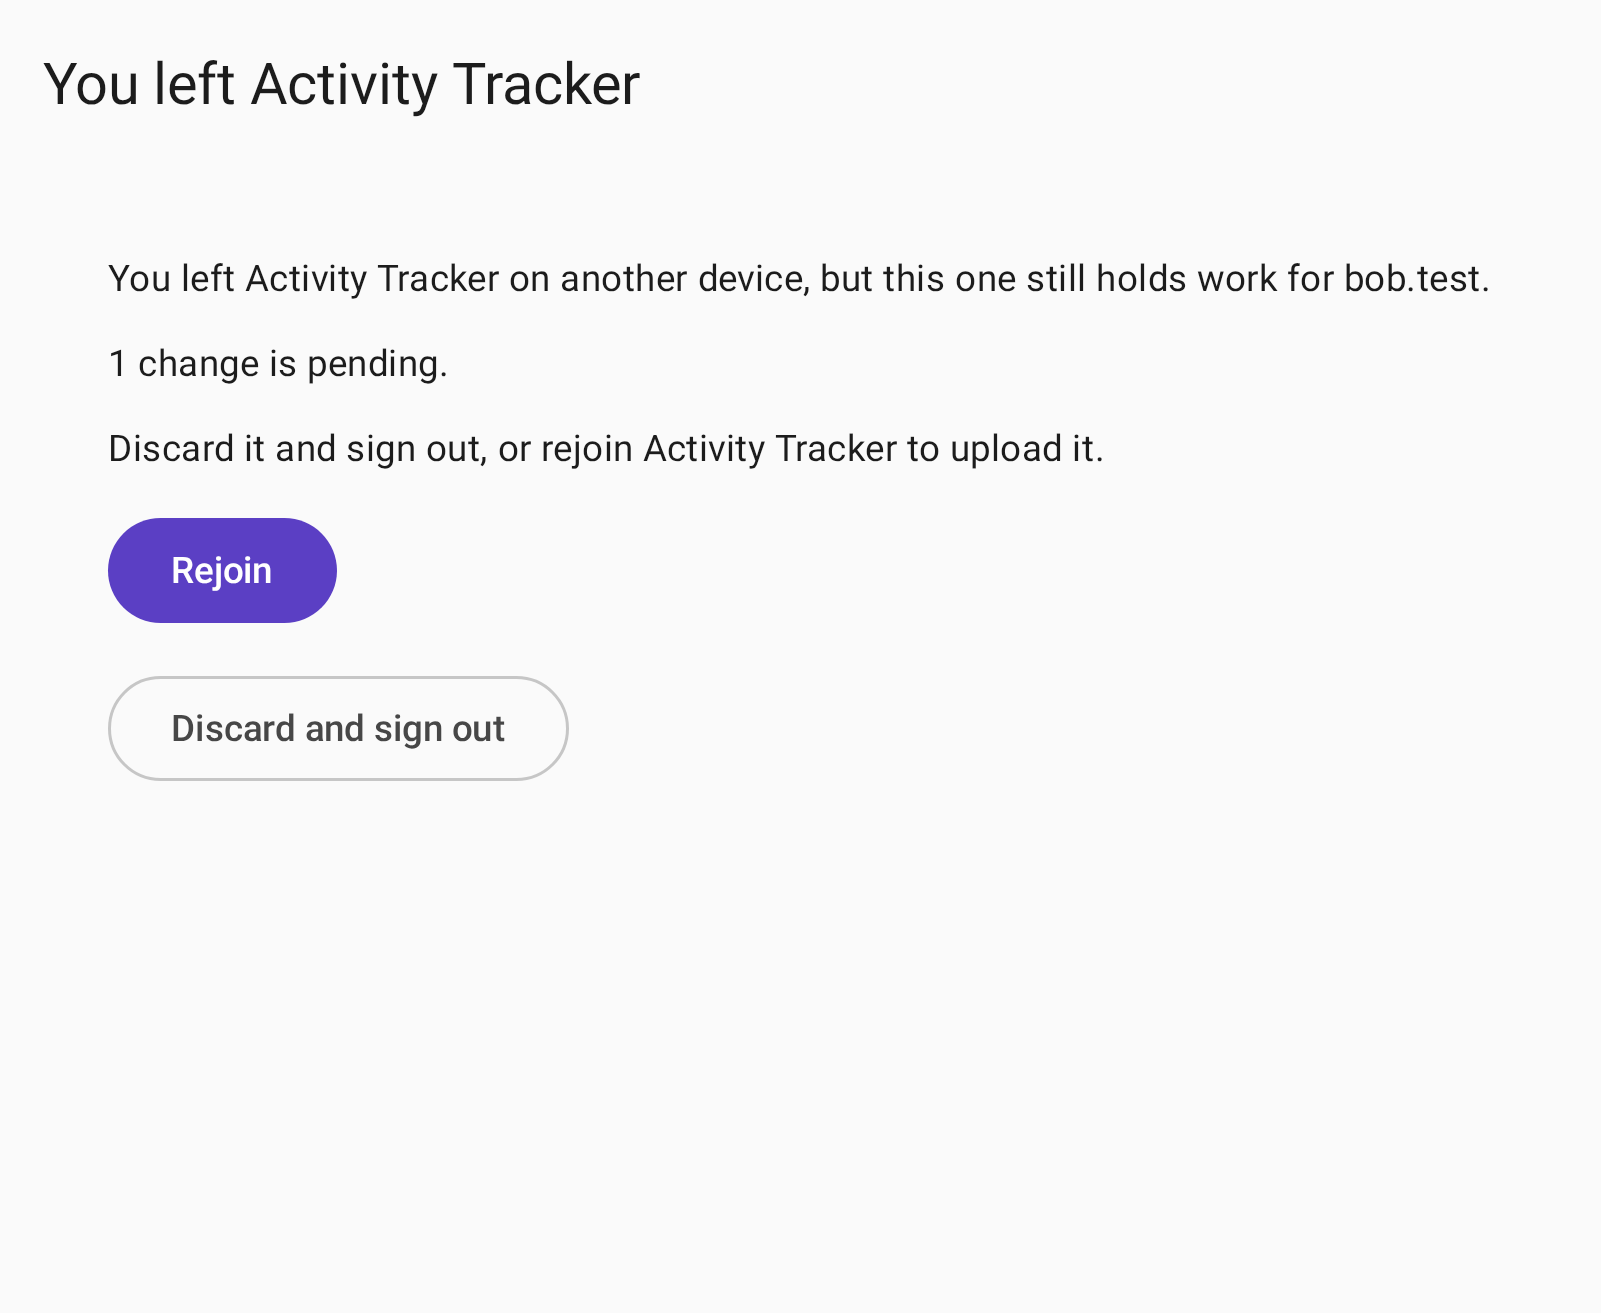 You left Activity Tracker
You left Activity Tracker on another device, but this one still holds work for bob.test.
1 change is pending.
Discard it and sign out, or rejoin Activity Tracker to upload it.
Rejoin
Discard and sign out